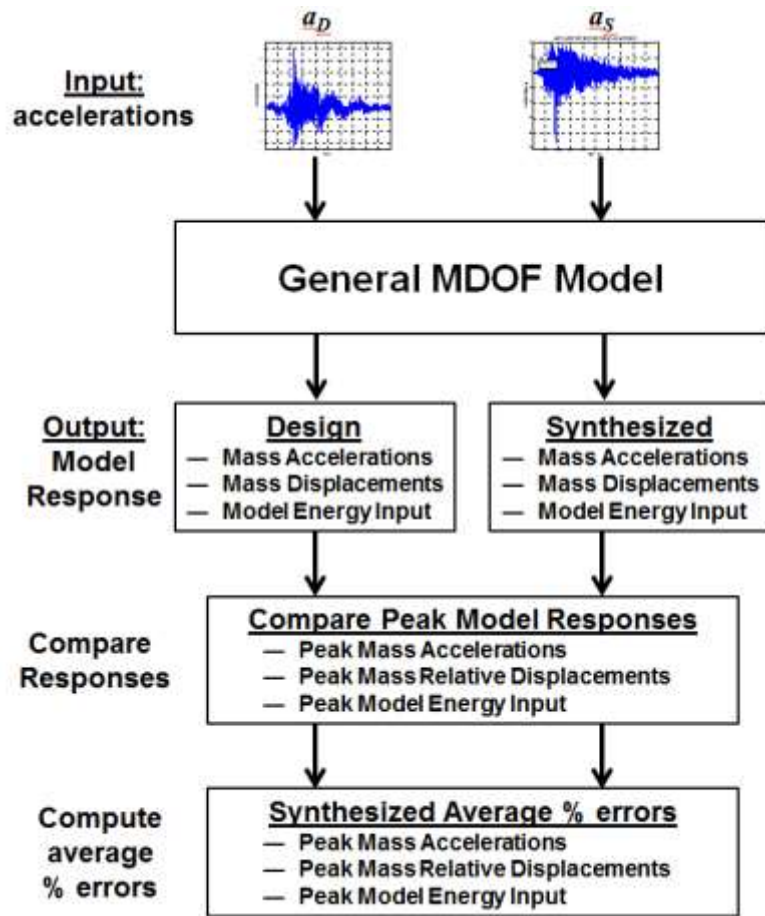 a_D
a_S
Input:
accelerations
General MDOF Model
Output:
Model
Response
Design
— Mass Accelerations
— Mass Displacements
— Model Energy Input
Synthesized
— Mass Accelerations
— Mass Displacements
— Model Energy Input
Compare
Responses
Compare Peak Model Responses
— Peak Mass Accelerations
— Peak Mass Relative Displacements
— Peak Model Energy Input
Compute
average
% errors
Synthesized Average % errors
— Peak Mass Accelerations
— Peak Mass Relative Displacements
— Peak Model Energy Input